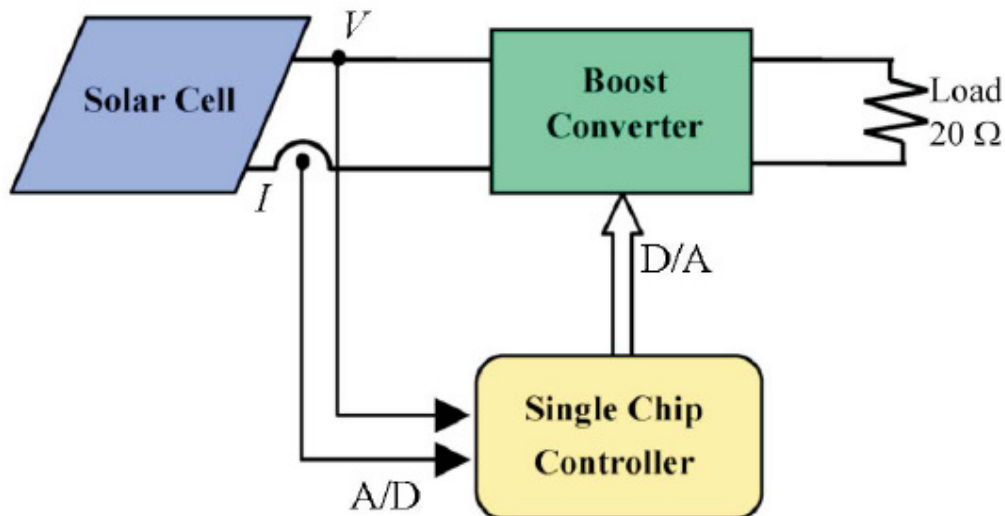 V
Solar Cell
I
Boost
Converter
Load
20 Ω
D/A
A/D
Single Chip
Controller